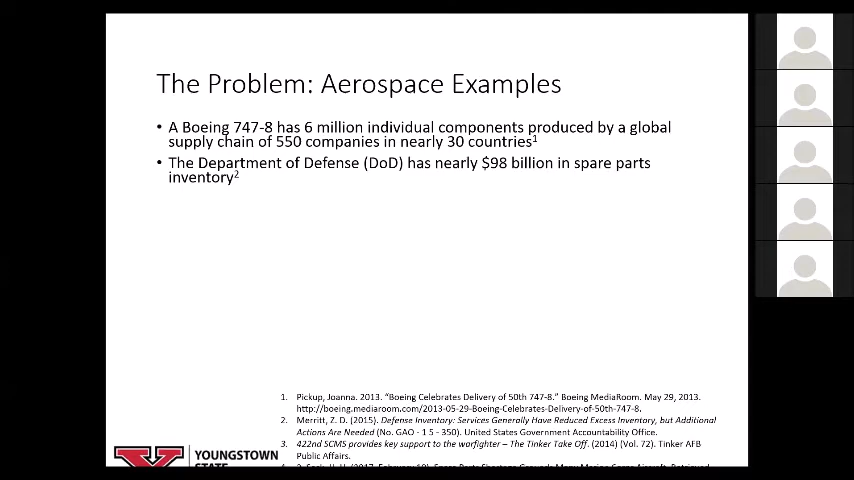 The Problem: Aerospace Examples
• A Boeing 747-8 has 6 million individual components produced by a global
supply chain of 550 companies in nearly 30 countries1
• The Department of Defense (DoD) has nearly $98 billion in spare parts
inventory2
1. Pickup, Joanna. 2013. “Boeing Celebrates Delivery of 50th 747-8.” Boeing MediaRoom. May 29, 2013.
http://boeing.mediaroom.com/2013-05-29-Boeing-Celebrates-Delivery-of-50th-747-8.
2. Merritt, Z. D. (2015). Defense Inventory: Services Generally Have Reduced Excess Inventory, but Additional
Actions Are Needed (No. GAO - 1 5 - 350). United States Government Accountability Office.
3. 422nd SCMS provides key support to the warfighter – The Tinker Take Off. (2014) (Vol. 72). Tinker AFB
Public Affairs.
YOUNGSTOWN
STATE